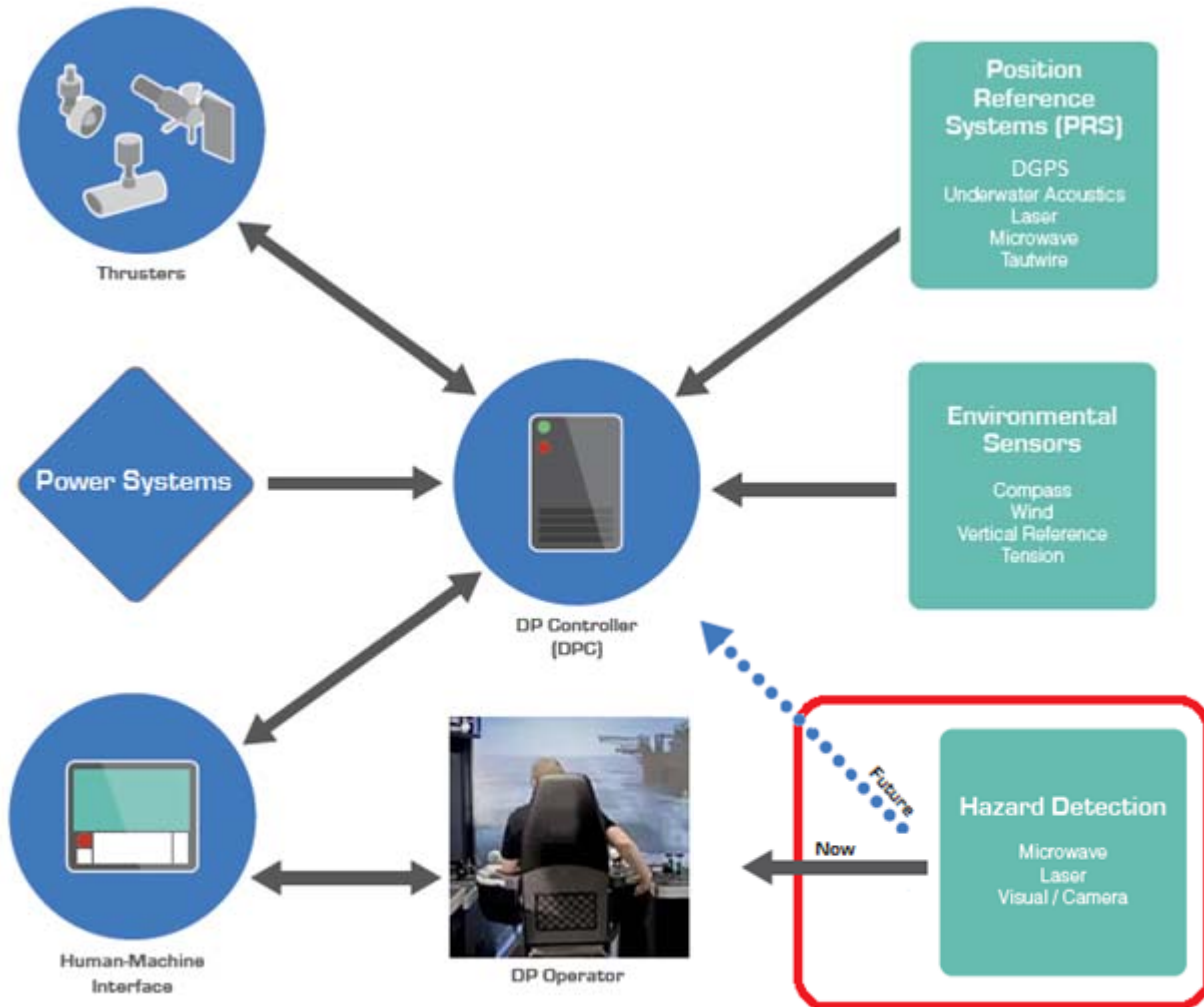 Position
Reference
Systems (PRS)
DGPS
Underwater Acoustics
Laser
Microwave
Tautwire
Thrusters
Power Systems
Environmental
Sensors
Compass
Wind
Vertical Reference
Tension
DP Controller
(DPC)
Future
Now
Hazard Detection
Microwave
Laser
Visual / Camera
Human-Machine
Interface
DP Operator